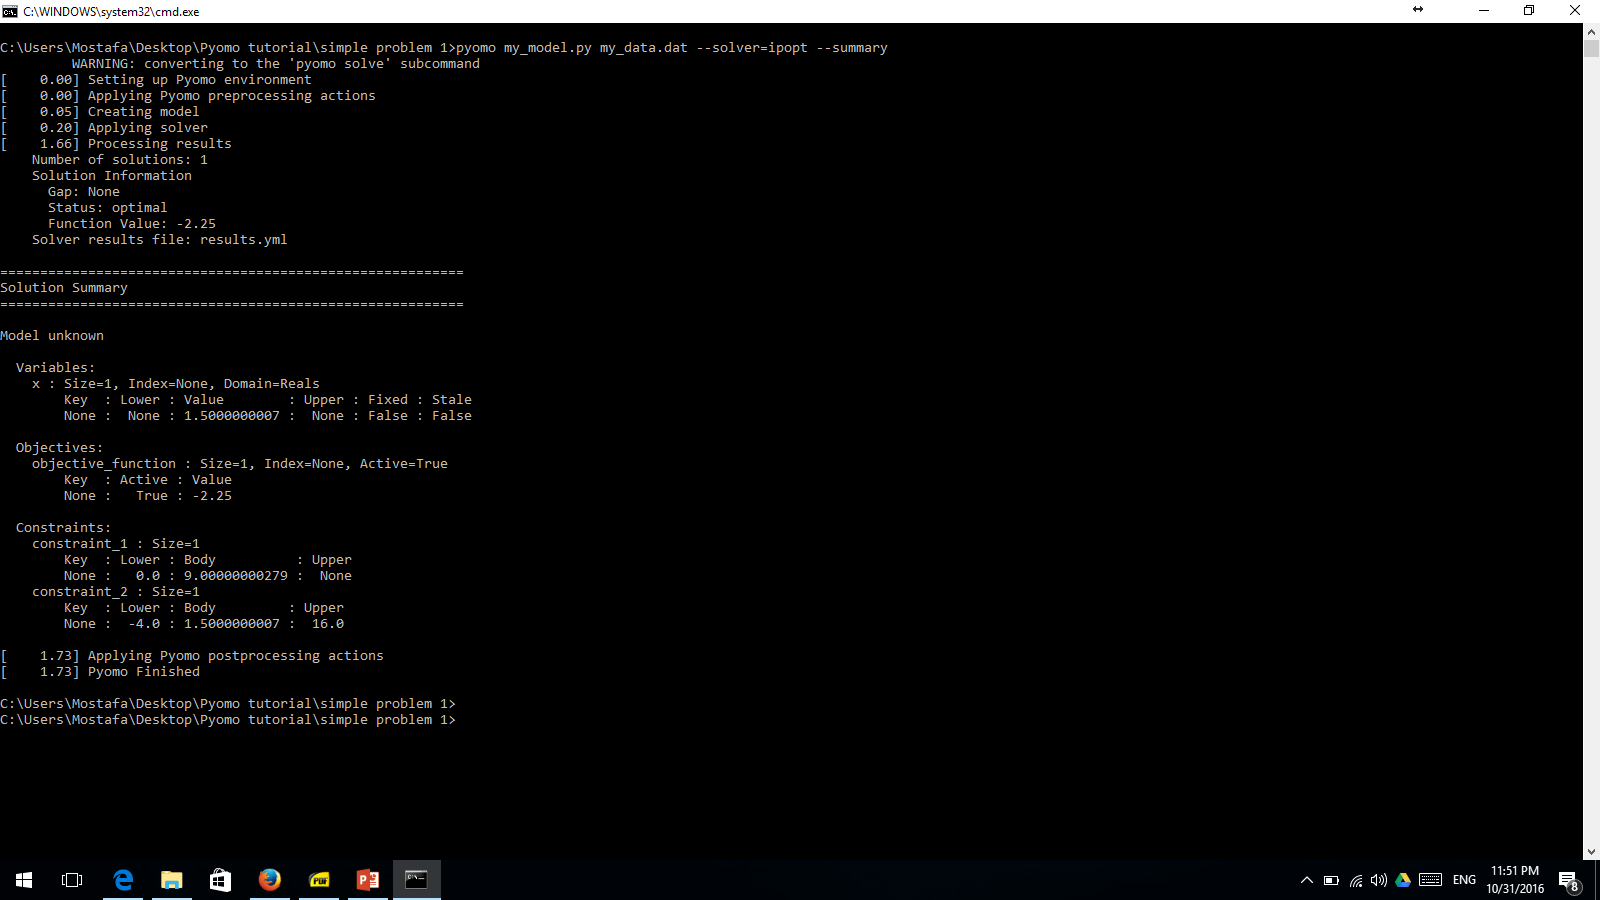 C:\WINDOWS\system32\cmd.exe
C:\Users\Mostafa\Desktop\Pyomo tutorial\simple problem 1>pyomo my_model.py my_data.dat --solver=ipopt --summary
         WARNING: converting to the 'pyomo solve' subcommand
[    0.00] Setting up Pyomo environment
[    0.00] Applying Pyomo preprocessing actions
[    0.05] Creating model
[    0.20] Applying solver
[    1.66] Processing results
    Number of solutions: 1
    Solution Information
      Gap: None
      Status: optimal
      Function Value: -2.25
    Solver results file: results.yml
==========================================================
Solution Summary
==========================================================
Model unknown
  Variables:
    x : Size=1, Index=None, Domain=Reals
        Key  : Lower : Value        : Upper : Fixed : Stale
        None :  None : 1.5000000007 :  None : False : False
  Objectives:
    objective_function : Size=1, Index=None, Active=True
        Key  : Active : Value
        None :   True : -2.25
  Constraints:
    constraint_1 : Size=1
        Key  : Lower : Body          : Upper
        None :   0.0 : 9.00000000279 :  None
    constraint_2 : Size=1
        Key  : Lower : Body         : Upper
        None :  -4.0 : 1.5000000007 :  16.0
[    1.73] Applying Pyomo postprocessing actions
[    1.73] Pyomo Finished
C:\Users\Mostafa\Desktop\Pyomo tutorial\simple problem 1>
C:\Users\Mostafa\Desktop\Pyomo tutorial\simple problem 1>
PDF
ENG
11:51 PM
10/31/2016
8